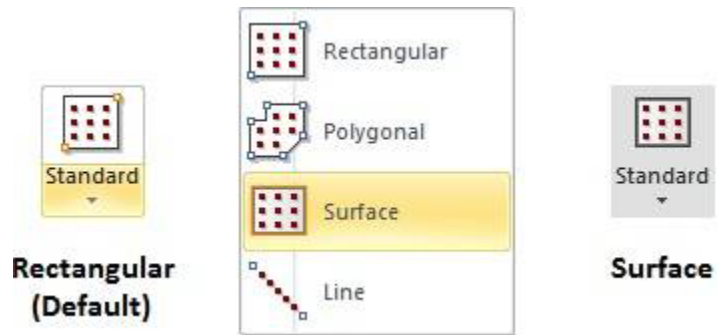 Standard
Rectangular
(Default)
Rectangular
Polygonal
Surface
Line
Standard
Surface